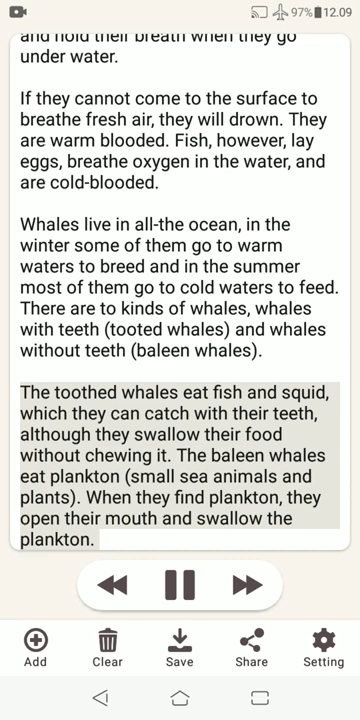 97% 12.09
and hold their breath when they go
under water.
If they cannot come to the surface to
breathe fresh air, they will drown. They
are warm blooded. Fish, however, lay
eggs, breathe oxygen in the water, and
are cold-blooded.
Whales live in all-the ocean, in the
winter some of them go to warm
waters to breed and in the summer
most of them go to cold waters to feed.
There are to kinds of whales, whales
with teeth (tooted whales) and whales
without teeth (baleen whales).
The toothed whales eat fish and squid,
which they can catch with their teeth,
although they swallow their food
without chewing it. The baleen whales
eat plankton (small sea animals and
plants). When they find plankton, they
open their mouth and swallow the
plankton.
Add Clear Save Share Setting